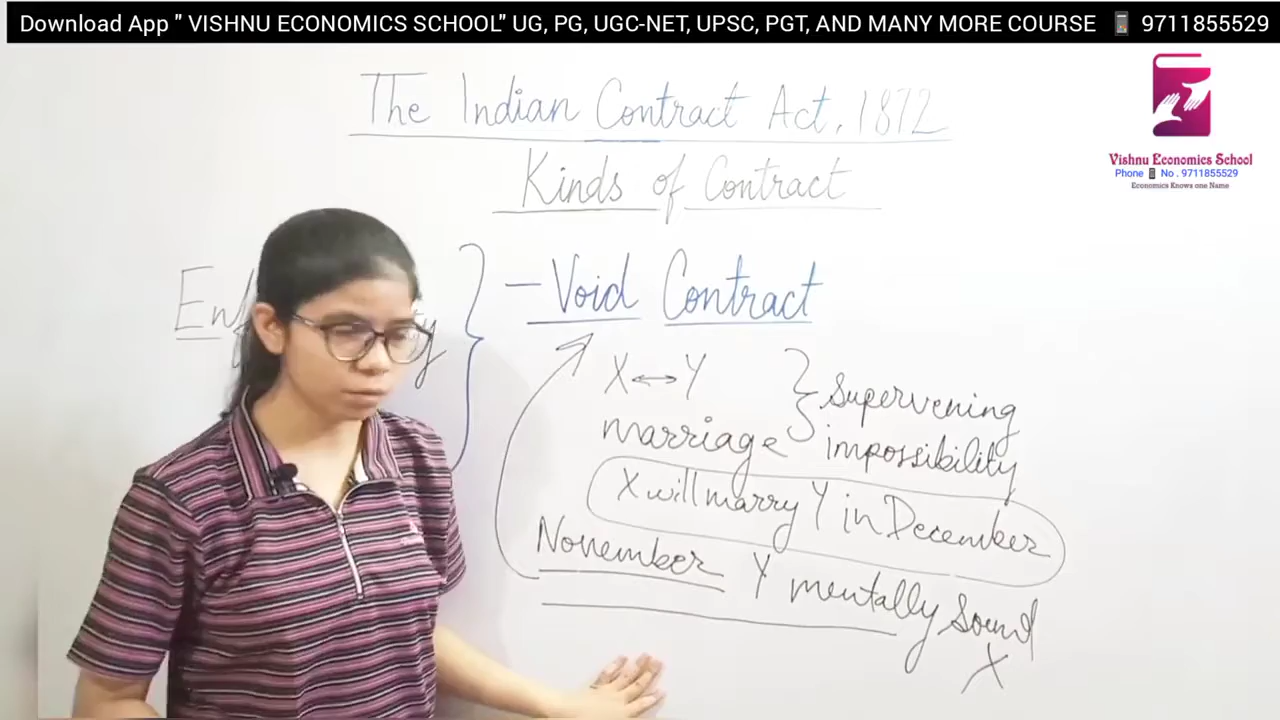 Download App " VISHNU ECONOMICS SCHOOL" UG, PG, UGC-NET, UPSC, PGT, AND MANY MORE COURSE 📱 9711855529
Vishnu Economics School
Phone 📱 No . 9711855529
Economics Knows one Name
The Indian Contract Act, 1872
Kinds of Contract
- Void Contract
X ↔ Y
marriage
Supervening
impossibility
X will marry Y in December
November Y mentally sound
X